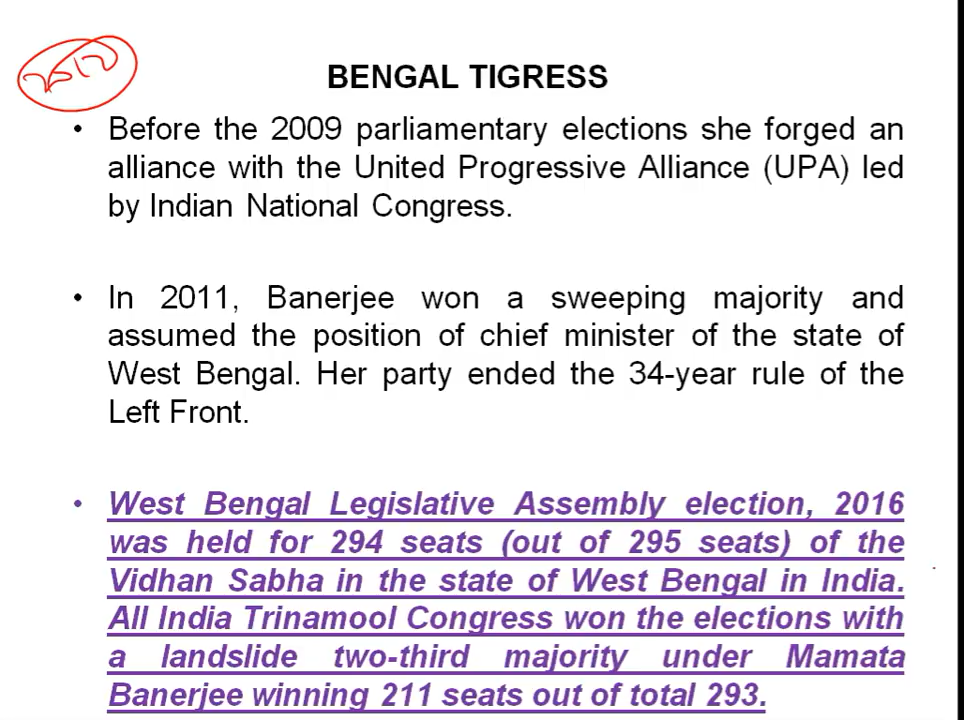 BENGAL TIGRESS
• Before the 2009 parliamentary elections she forged an
alliance with the United Progressive Alliance (UPA) led
by Indian National Congress.
• In 2011, Banerjee won a sweeping majority and
assumed the position of chief minister of the state of
West Bengal. Her party ended the 34-year rule of the
Left Front.
• West Bengal Legislative Assembly election, 2016
was held for 294 seats (out of 295 seats) of the
Vidhan Sabha in the state of West Bengal in India.
All India Trinamool Congress won the elections with
a landslide two-third majority under Mamata
Banerjee winning 211 seats out of total 293.